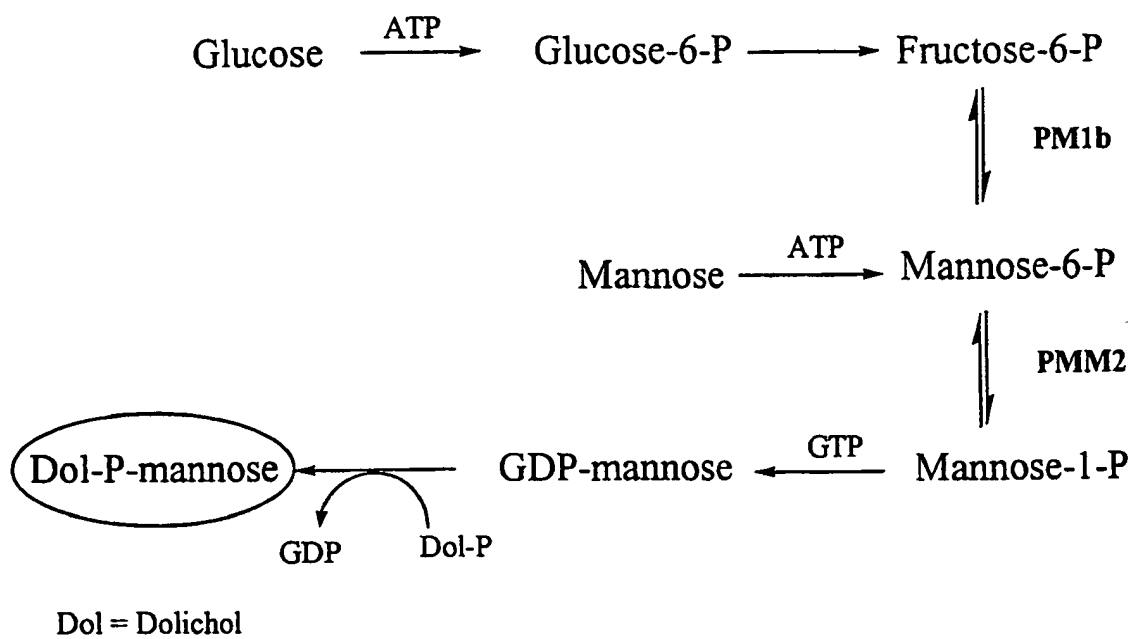 ATP
Glucose Glucose-6-P Fructose-6-P
PM1b
ATP
Mannose Mannose-6-P
PMM2
GTP
Dol-P-mannose GDP-mannose Mannose-1-P
GDP Dol-P
Dol = Dolichol